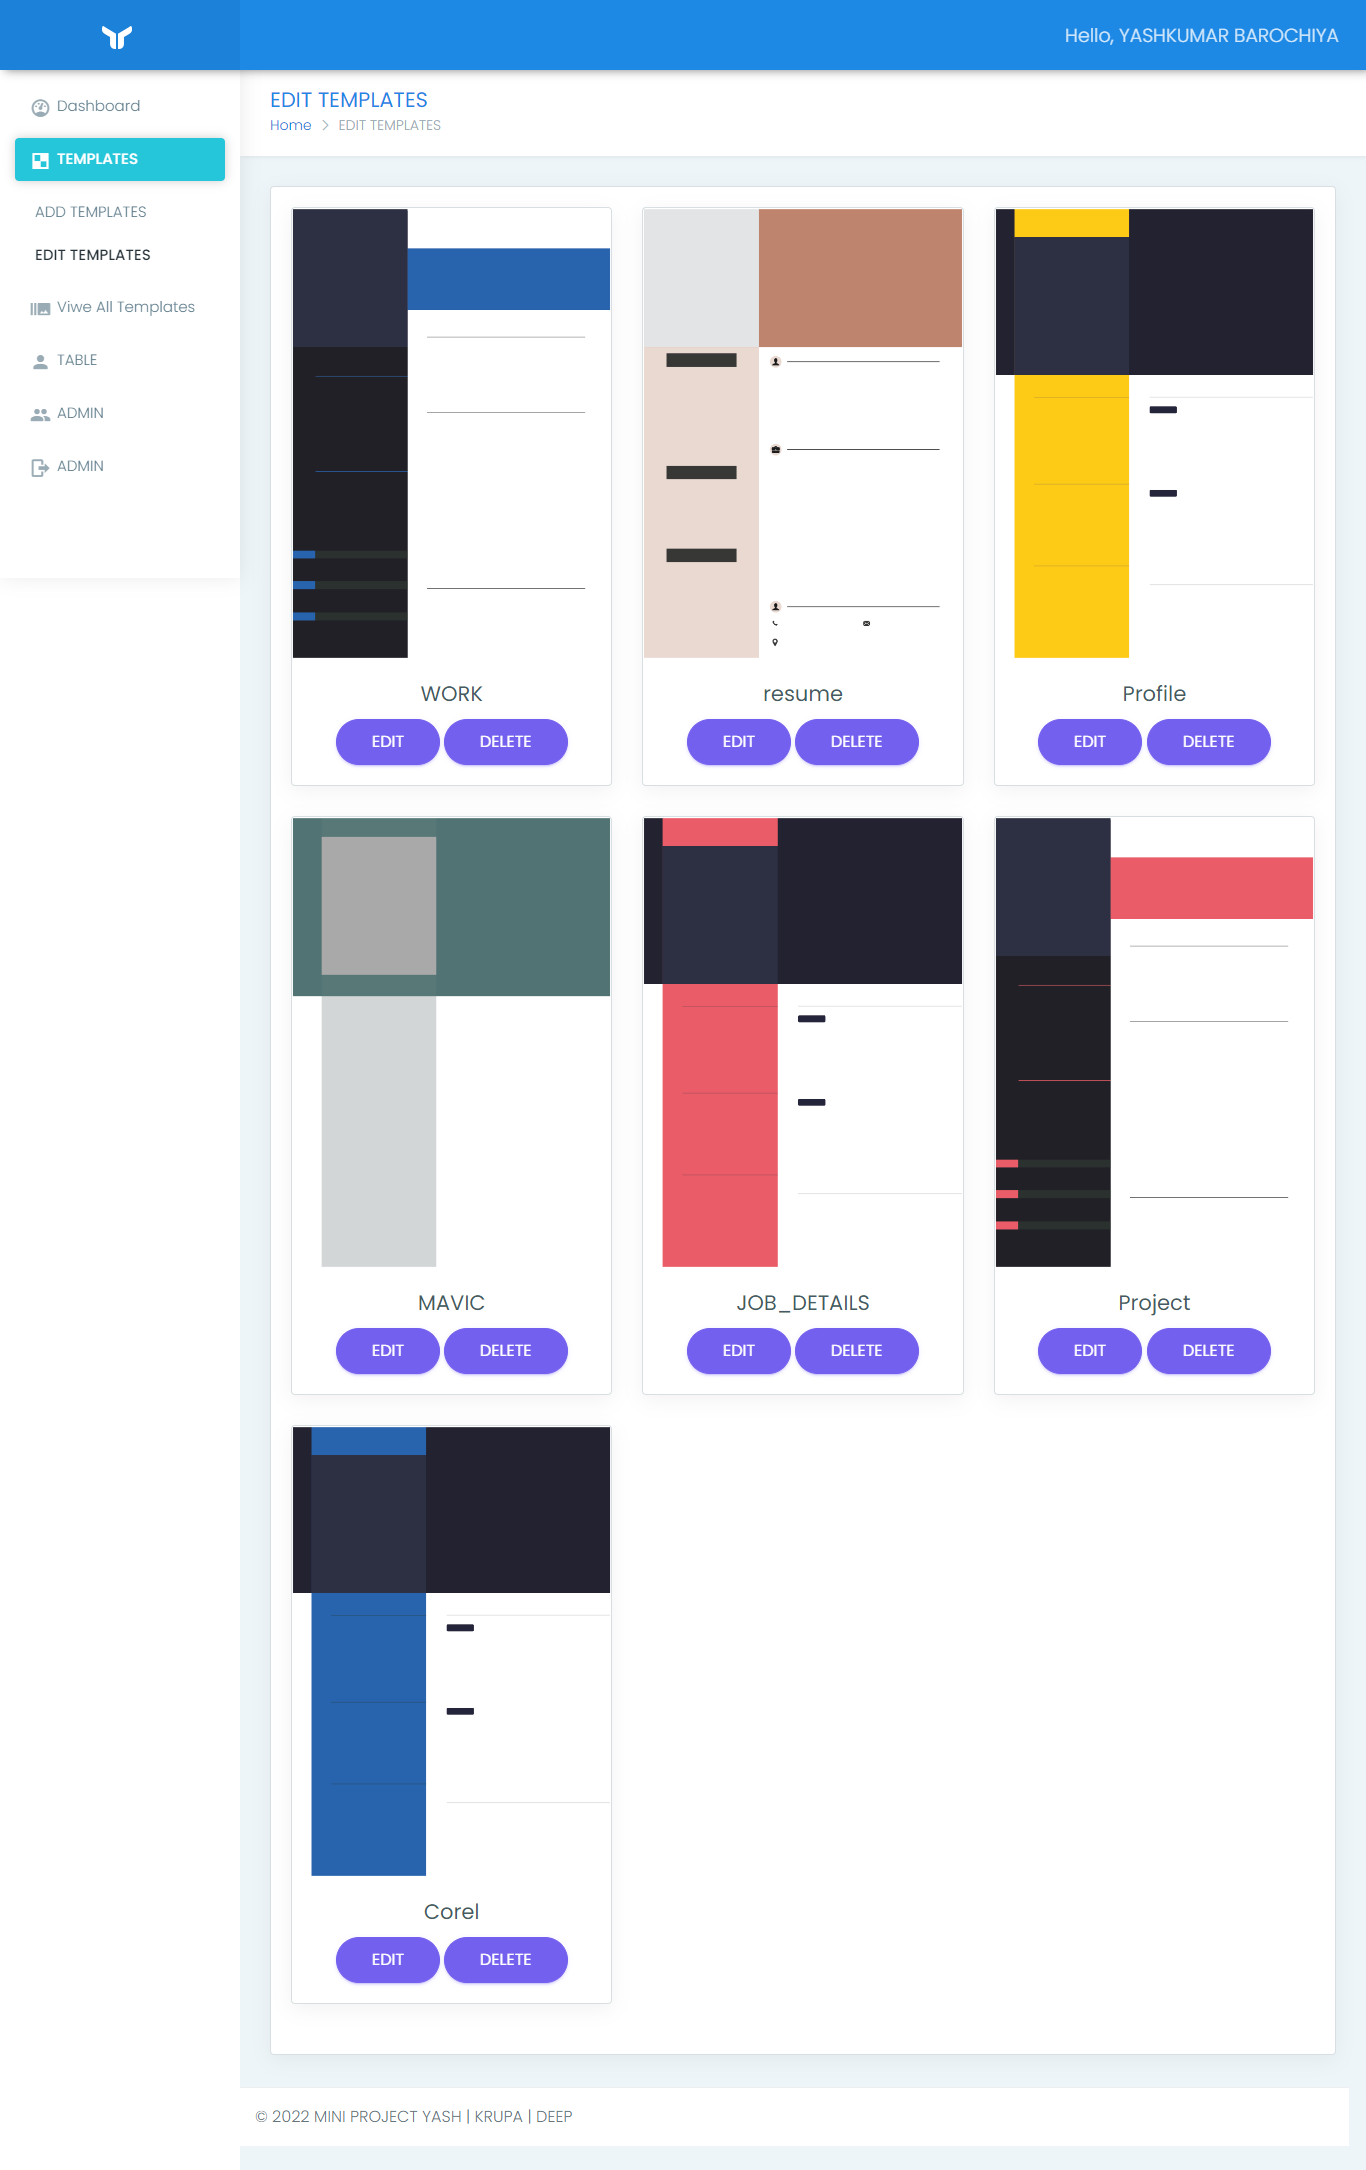 Hello, YASHKUMAR BAROCHIYA
Dashboard
TEMPLATES
ADD TEMPLATES
EDIT TEMPLATES
Viwe All Templates
TABLE
ADMIN
ADMIN
EDIT TEMPLATES
Home > EDIT TEMPLATES
WORK
EDIT DELETE
resume
EDIT DELETE
Profile
EDIT DELETE
MAVIC
EDIT DELETE
JOB_DETAILS
EDIT DELETE
Project
EDIT DELETE
Corel
EDIT DELETE
© 2022 MINI PROJECT YASH | KRUPA | DEEP